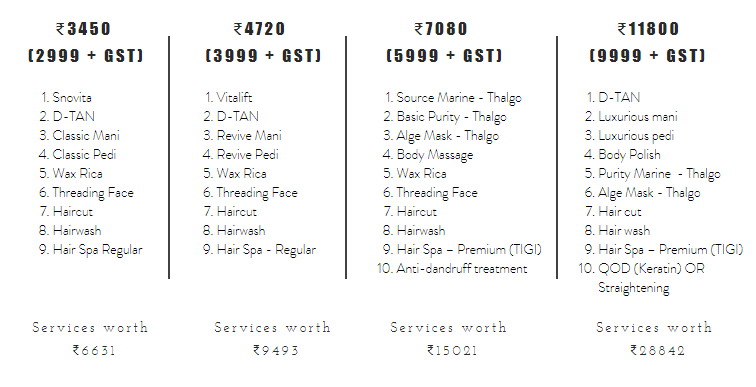 ₹3450
(2999 + GST)
1. Snovita
2. D-TAN
3. Classic Mani
4. Classic Pedi
5. Wax Rica
6. Threading Face
7. Haircut
8. Hairwash
9. Hair Spa Regular
Services worth
₹6631
₹4720
(3999 + GST)
1. Vitalift
2. D-TAN
3. Revive Mani
4. Revive Pedi
5. Wax Rica
6. Threading Face
7. Haircut
8. Hairwash
9. Hair Spa - Regular
Services worth
₹9493
₹7080
(5999 + GST)
1. Source Marine - Thalgo
2. Basic Purity - Thalgo
3. Alge Mask - Thalgo
4. Body Massage
5. Wax Rica
6. Threading Face
7. Haircut
8. Hairwash
9. Hair Spa – Premium (TIGI)
10. Anti-dandruff treatment
Services worth
₹15021
₹11800
(9999 + GST)
1. D-TAN
2. Luxurious mani
3. Luxurious pedi
4. Body Polish
5. Purity Marine - Thalgo
6. Alge Mask - Thalgo
7. Hair cut
8. Hair wash
9. Hair Spa – Premium (TIGI)
10. QOD (Keratin) OR
Straightening
Services worth
₹28842